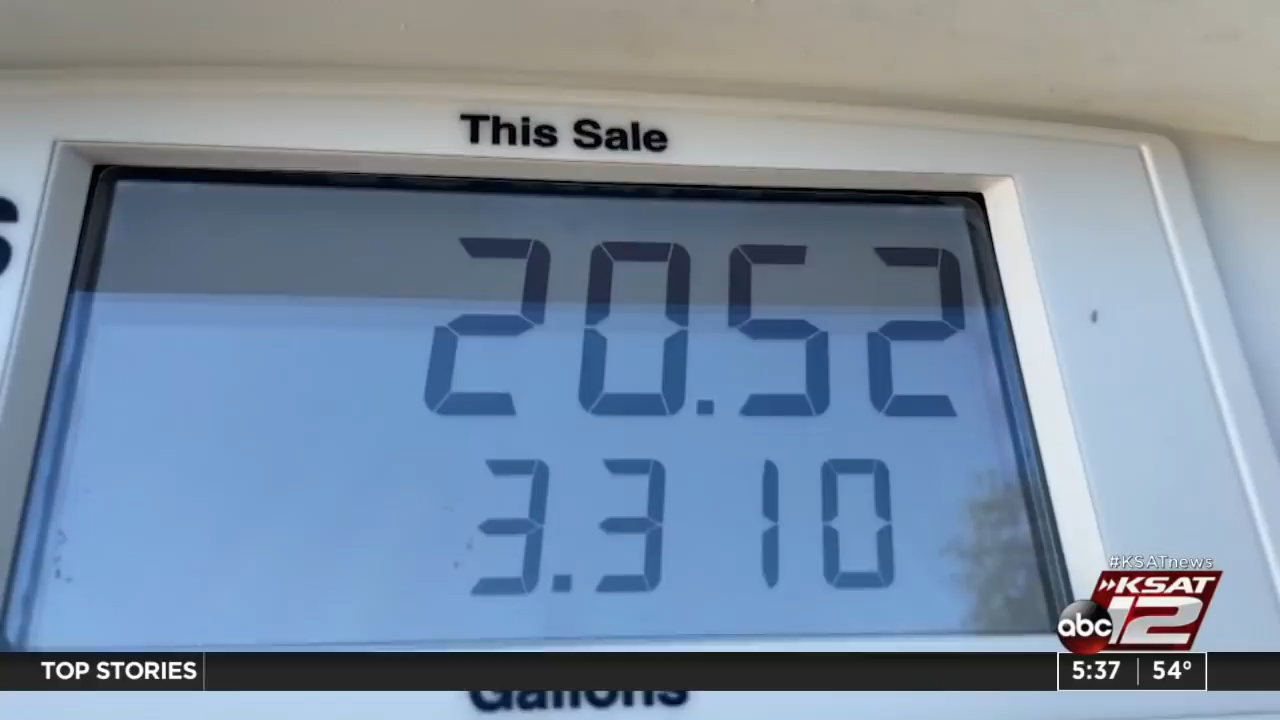 This Sale
20.52
3.310
#KSATnews
KSAT
abc 12
TOP STORIES
5:37 54°
Gallons